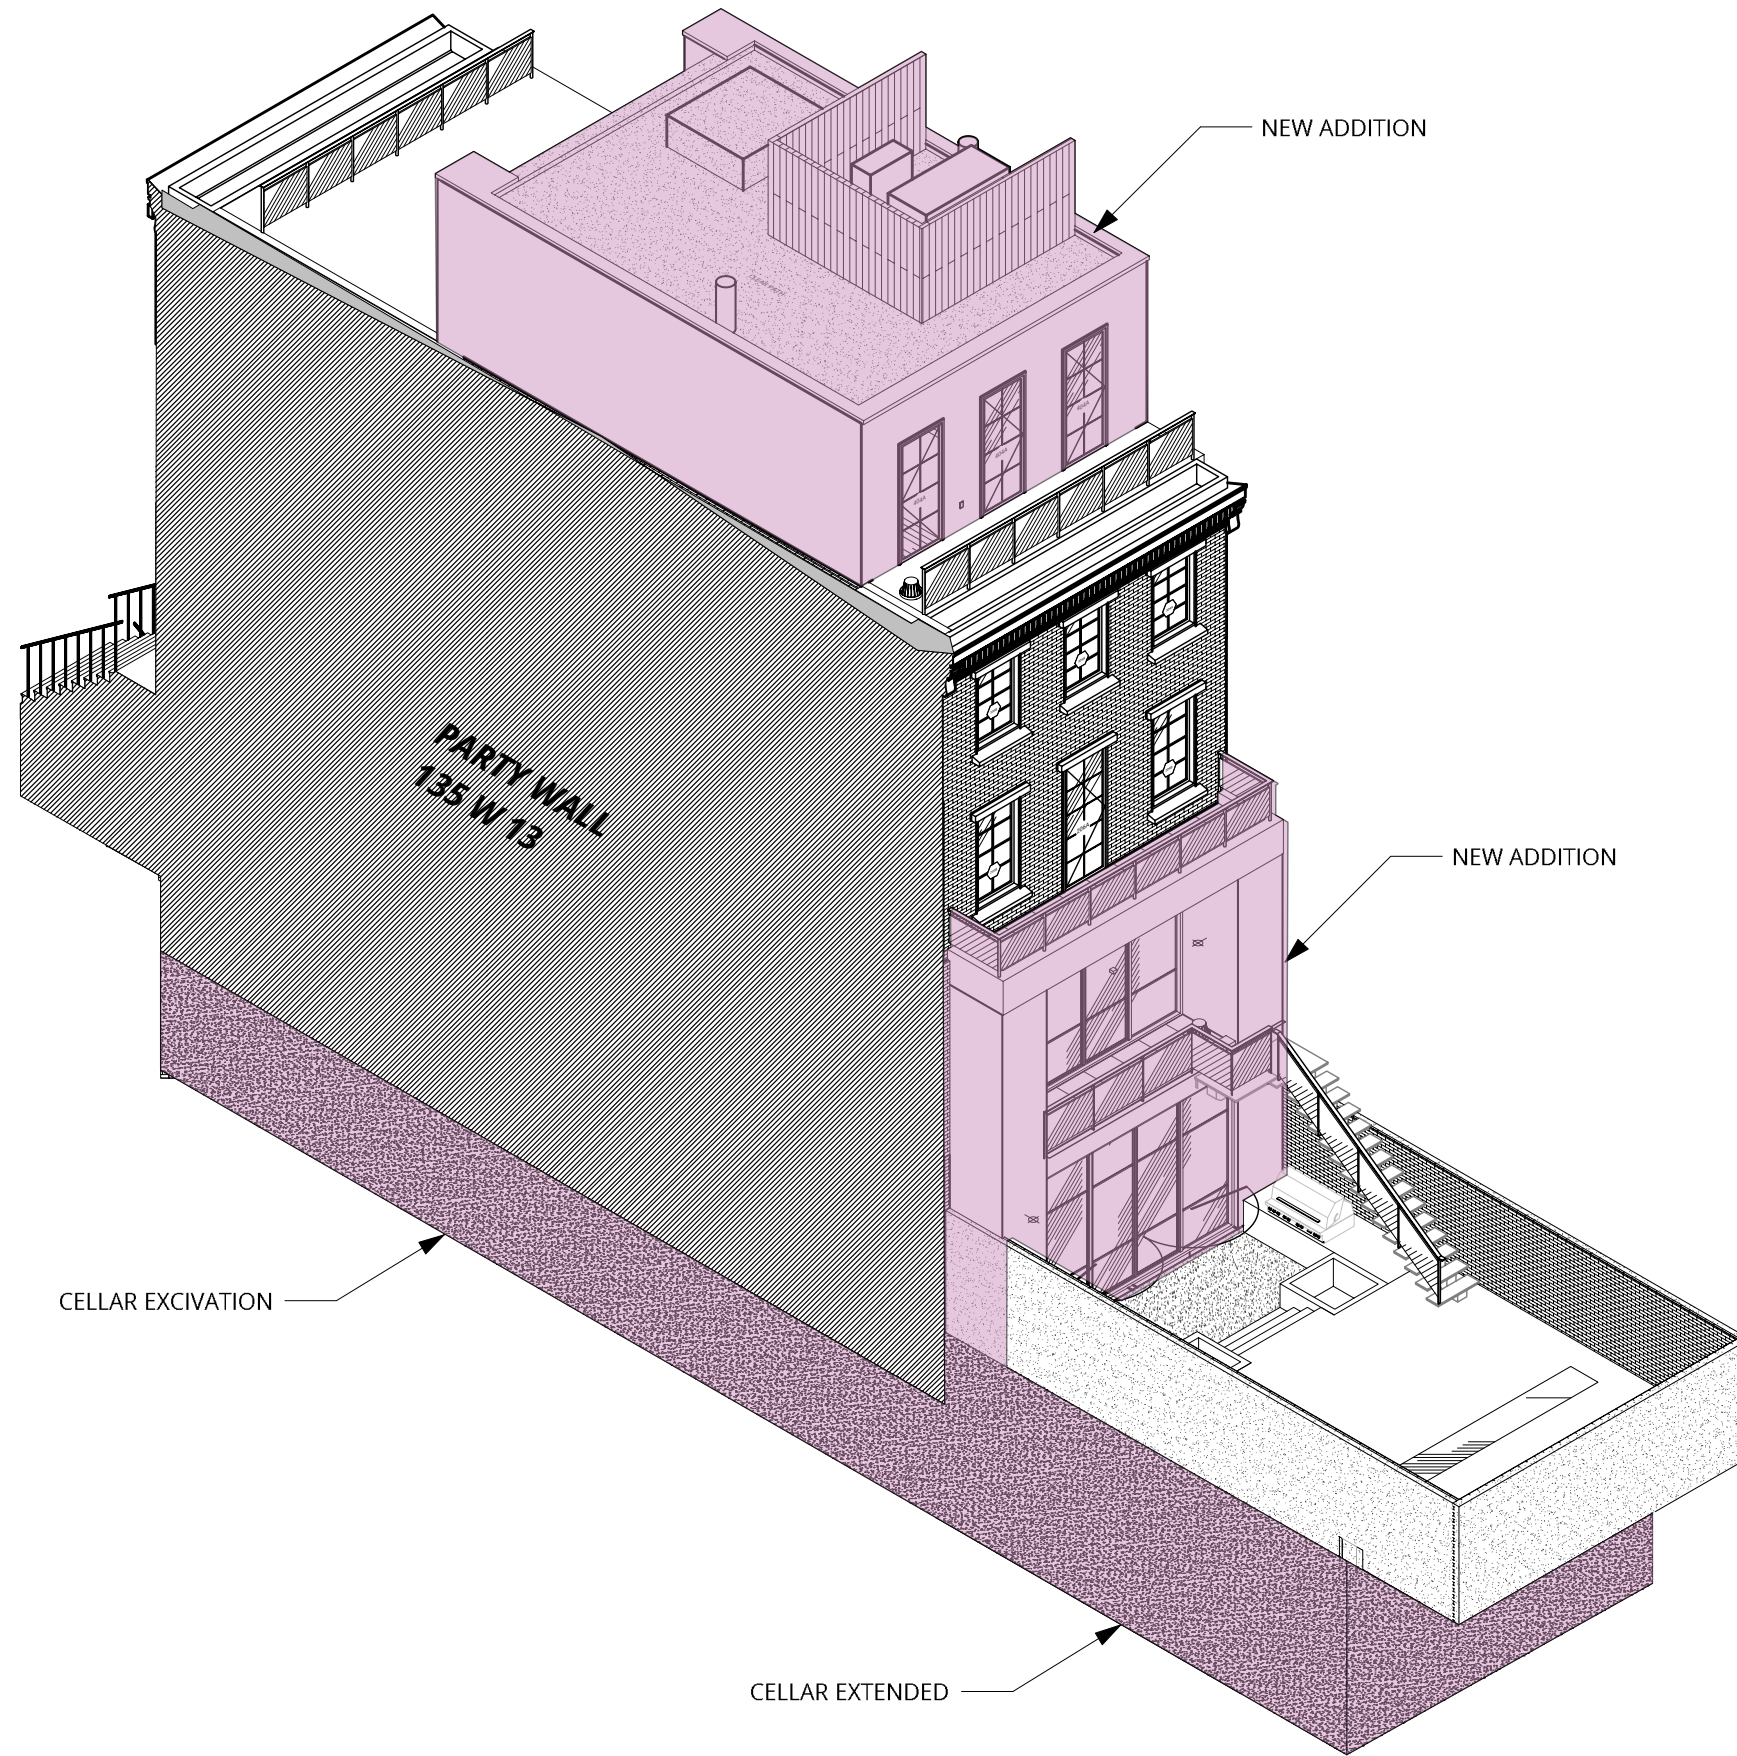 NEW ADDITION
PARTY WALL
135 W 13
NEW ADDITION
CELLAR EXCIVATION
CELLAR EXTENDED